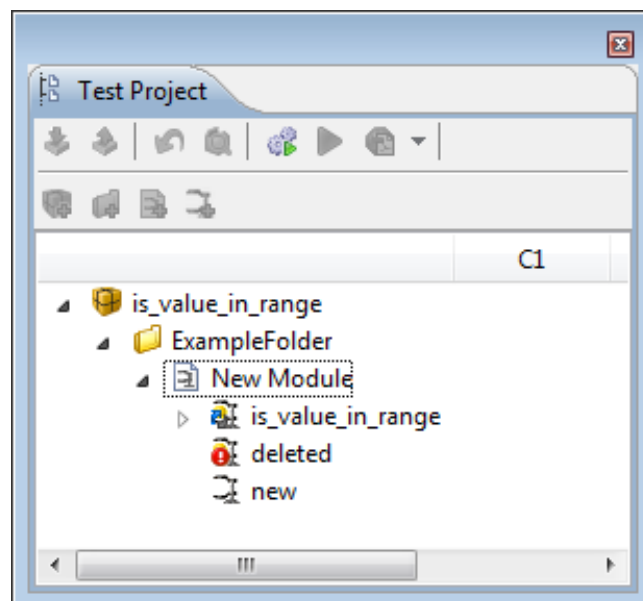 Test Project
C1
is_value_in_range
ExampleFolder
New Module
is_value_in_range
deleted
new